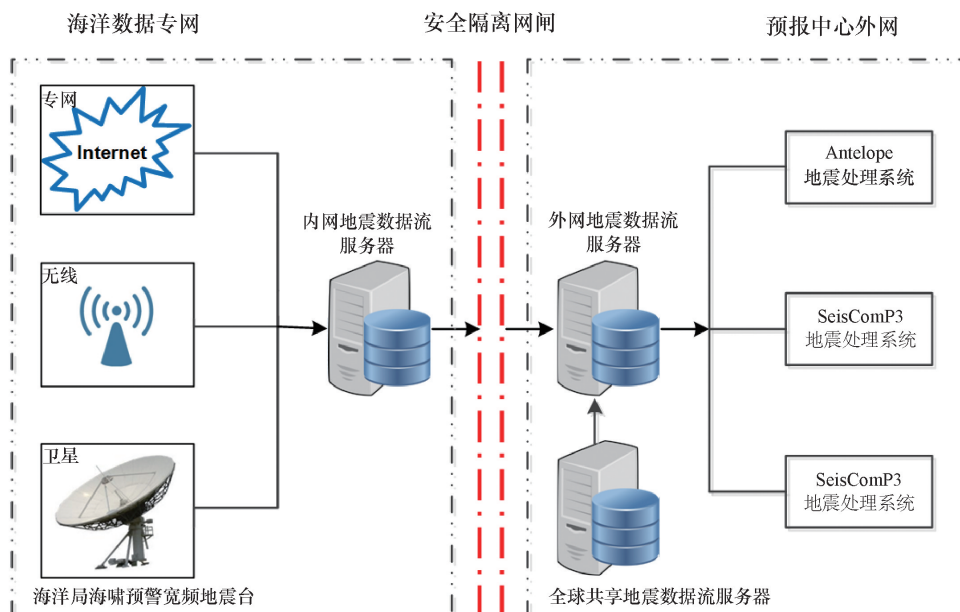 海洋数据专网
安全隔离网闸
预报中心外网
专网
Internet
无线
卫星
海洋局海啸预警宽频地震台
内网地震数据流
服务器
外网地震数据流
服务器
全球共享地震数据流服务器
Antelope
地震处理系统
SeisComP3
地震处理系统
SeisComP3
地震处理系统